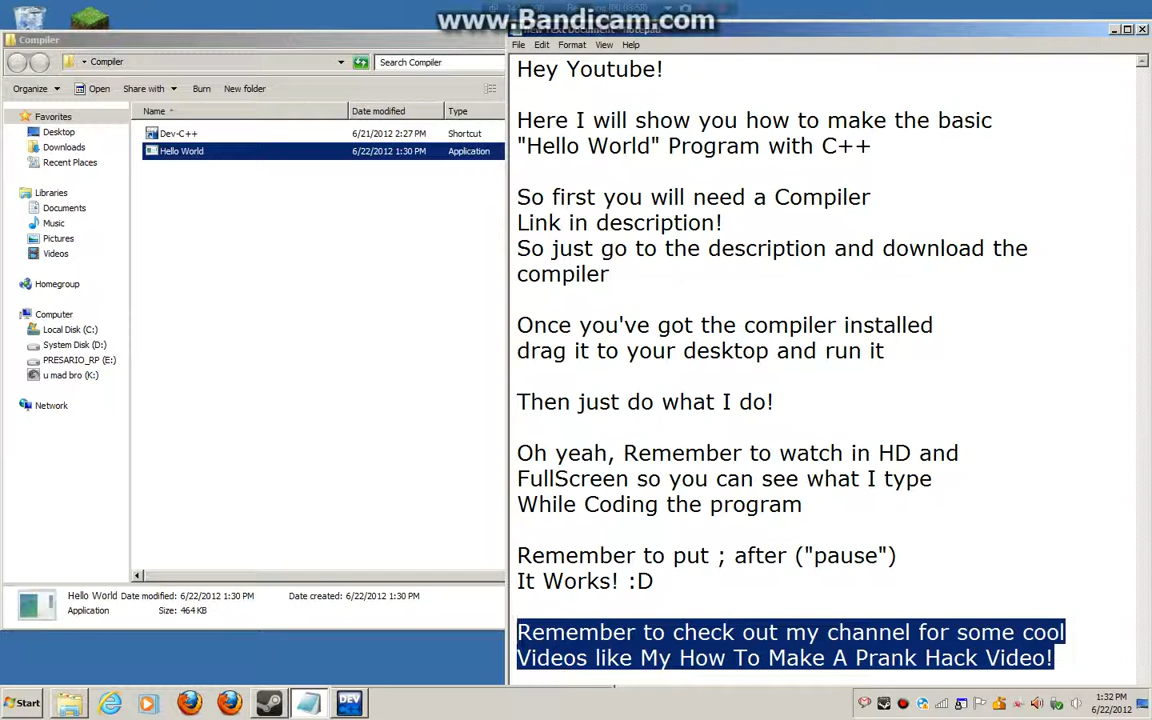 www.Bandicam.com
Compiler
New Text Document - Notepad
File Edit Format View Help
Compiler
Search Compiler
Organize Open Share with Burn New folder
Name Date modified Type
Favorites
Desktop
Downloads
Recent Places
Libraries
Documents
Music
Pictures
Videos
Homegroup
Computer
Local Disk (C:)
System Disk (D:)
PRESARIO_RP (E:)
u mad bro (K:)
Network
Dev-C++ 6/21/2012 2:27 PM Shortcut
Hello World 6/22/2012 1:30 PM Application
Hello World Date modified: 6/22/2012 1:30 PM Date created: 6/22/2012 1:30 PM
Application Size: 464 KB
Hey Youtube!
Here I will show you how to make the basic
"Hello World" Program with C++
So first you will need a Compiler
Link in description!
So just go to the description and download the
compiler
Once you've got the compiler installed
drag it to your desktop and run it
Then just do what I do!
Oh yeah, Remember to watch in HD and
FullScreen so you can see what I type
While Coding the program
Remember to put ; after ("pause")
It Works! :D
Remember to check out my channel for some cool
Videos like My How To Make A Prank Hack Video!
Start
DEV
1:32 PM
6/22/2012